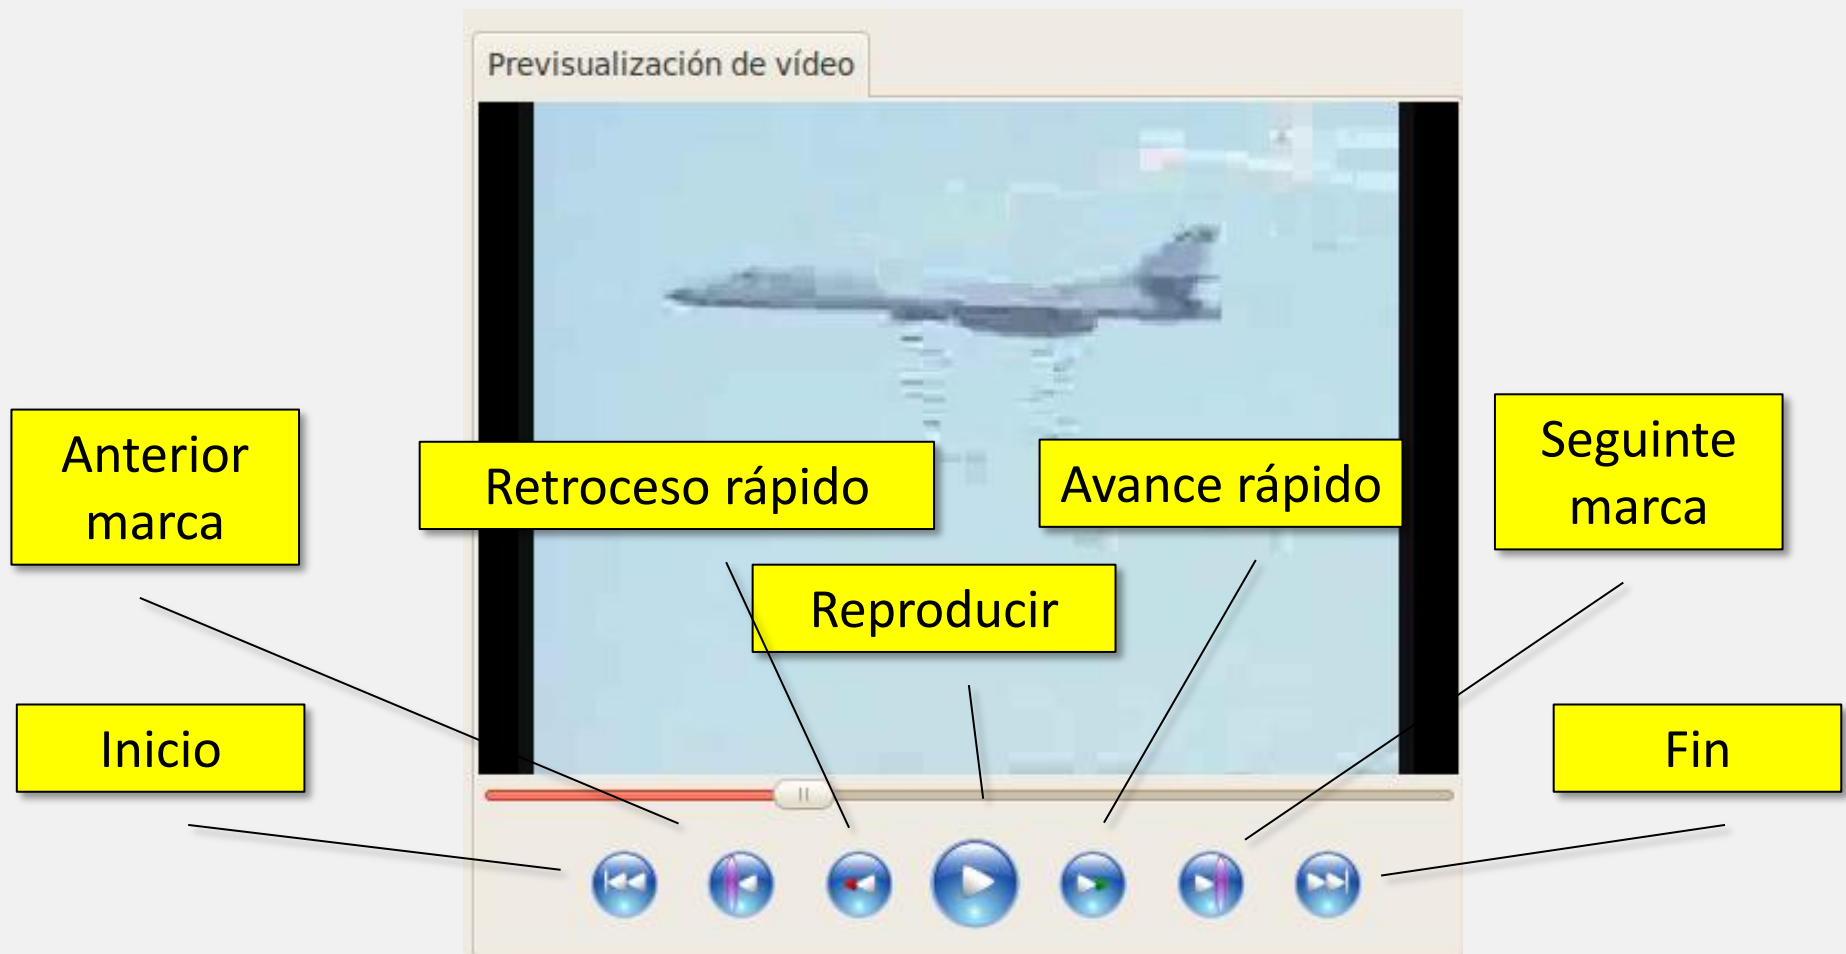 Previsualización de vídeo
Anterior
marca
Retroceso rápido
Avance rápido
Seguinte
marca
Reproducir
Inicio
Fin